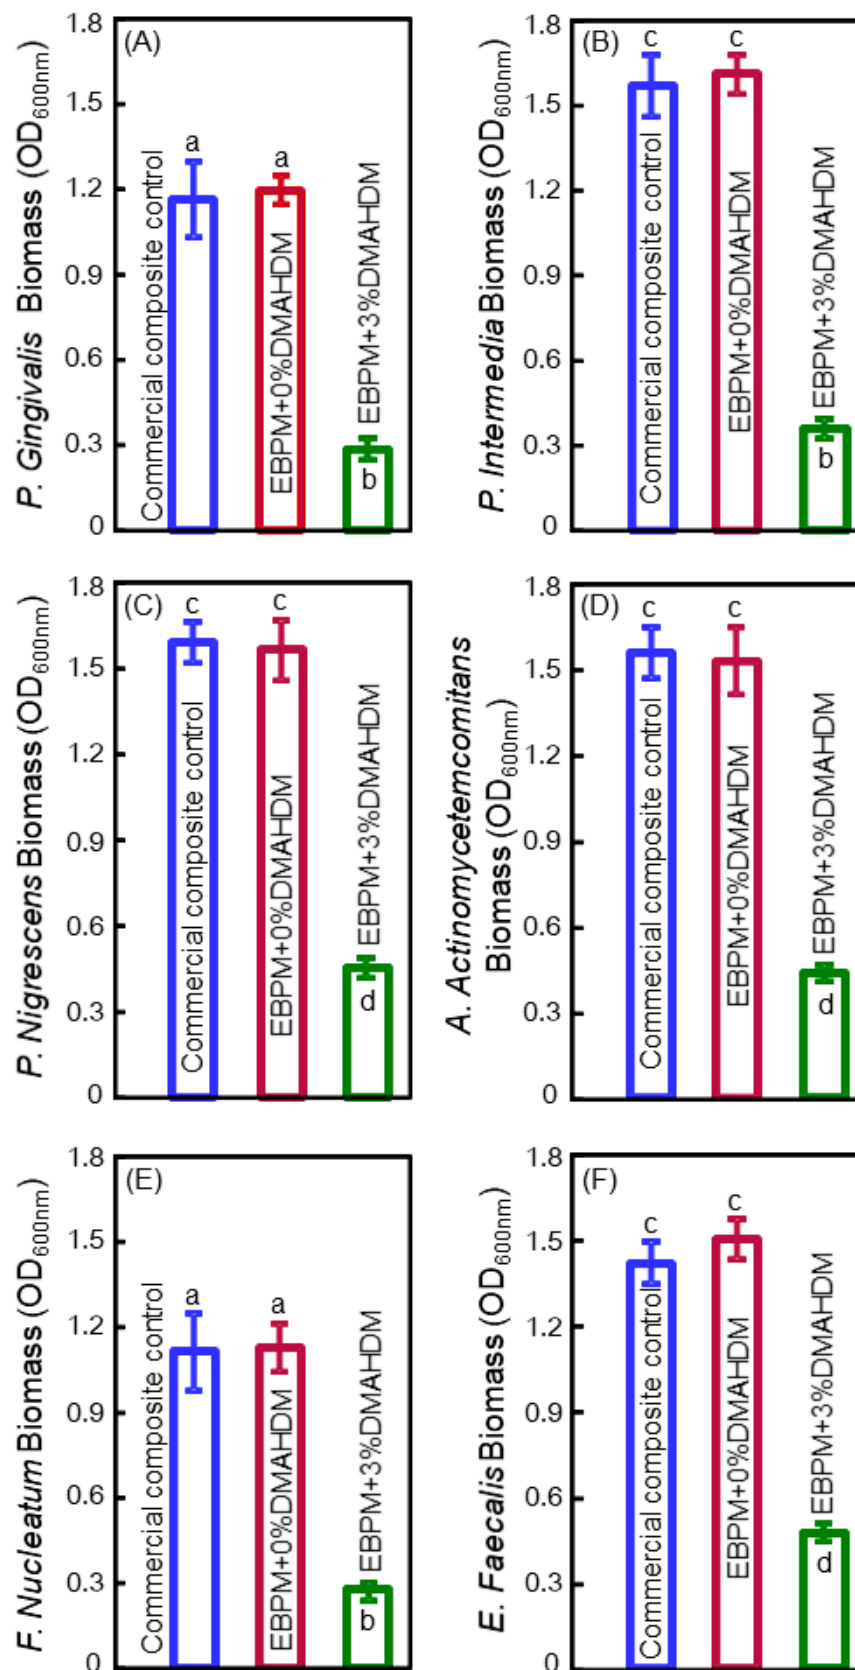 (A)
P. Gingivalis Biomass (OD600nm)
1.8
1.5
1.2
0.9
0.6
0.3
0
a
a
b
Commercial composite control
EBPM+0%DMAHDM
EBPM+3%DMAHDM
(B)
P. Intermedia Biomass (OD600nm)
1.8
1.5
1.2
0.9
0.6
0.3
0
c
c
b
Commercial composite control
EBPM+0%DMAHDM
EBPM+3%DMAHDM
(C)
P. Nigrescens Biomass (OD600nm)
1.8
1.5
1.2
0.9
0.6
0.3
0
c
c
d
Commercial composite control
EBPM+0%DMAHDM
EBPM+3%DMAHDM
(D)
A. Actinomycetemcomitans
Biomass (OD600nm)
1.8
1.5
1.2
0.9
0.6
0.3
0
c
c
d
Commercial composite control
EBPM+0%DMAHDM
EBPM+3%DMAHDM
(E)
F. Nucleatum Biomass (OD600nm)
1.8
1.5
1.2
0.9
0.6
0.3
0
a
a
b
Commercial composite control
EBPM+0%DMAHDM
EBPM+3%DMAHDM
(F)
E. Faecalis Biomass (OD600nm)
1.8
1.5
1.2
0.9
0.6
0.3
0
c
c
d
Commercial composite control
EBPM+0%DMAHDM
EBPM+3%DMAHDM